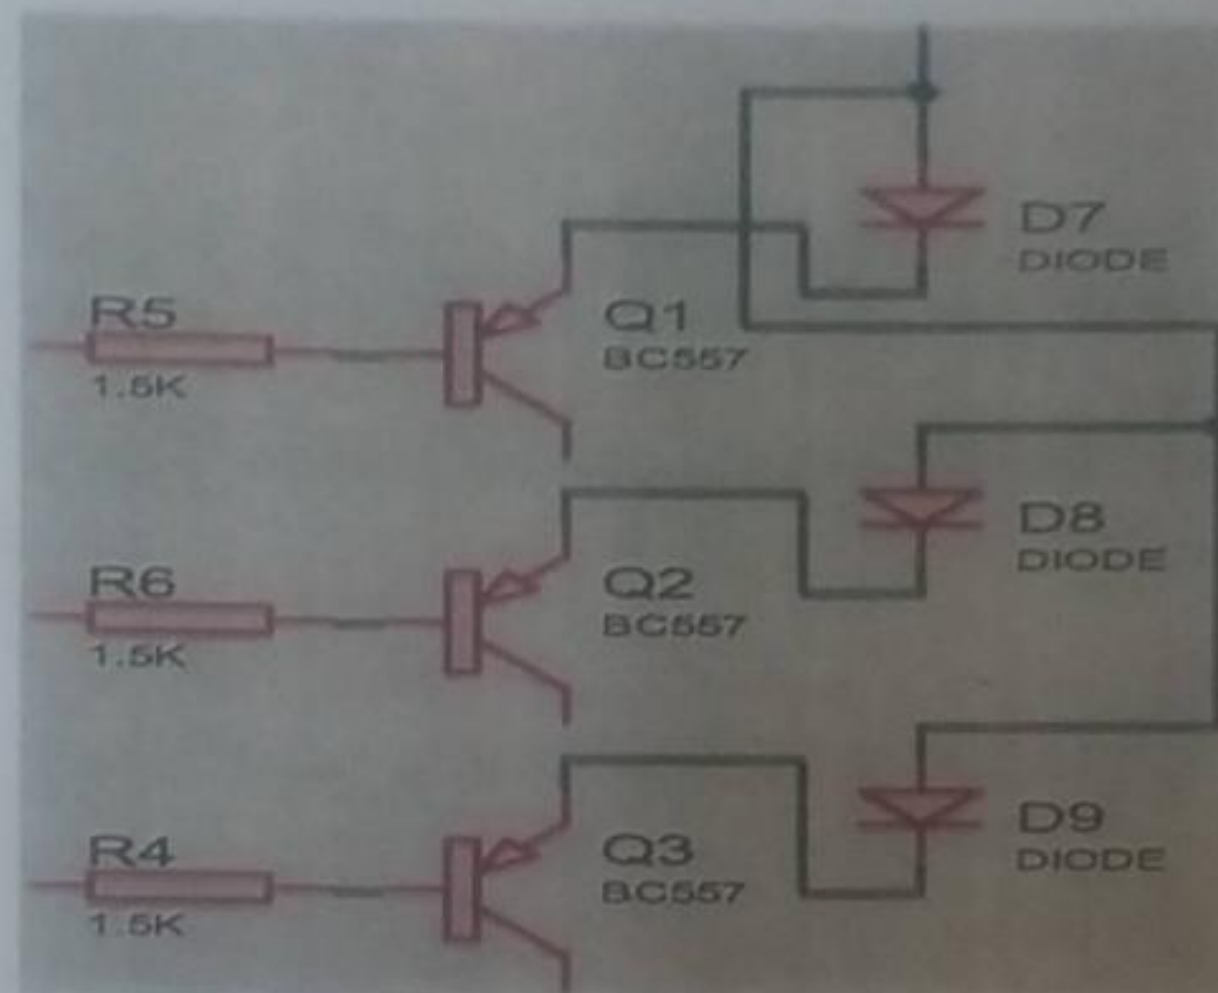 D7
DIODE
R5
1.5K
Q1
BC557
D8
DIODE
R6
1.5K
Q2
BC557
D9
DIODE
R4
1.5K
Q3
BC557